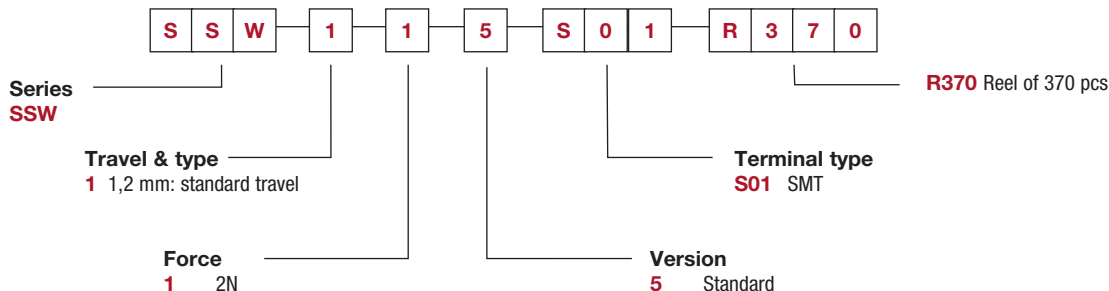 S S W 1 1 5 S 0 1 R 3 7 0
Series
SSW
R370 Reel of 370 pcs
Travel & type
1 1,2 mm: standard travel
Terminal type
S01 SMT
Force
1 2N
Version
5 Standard